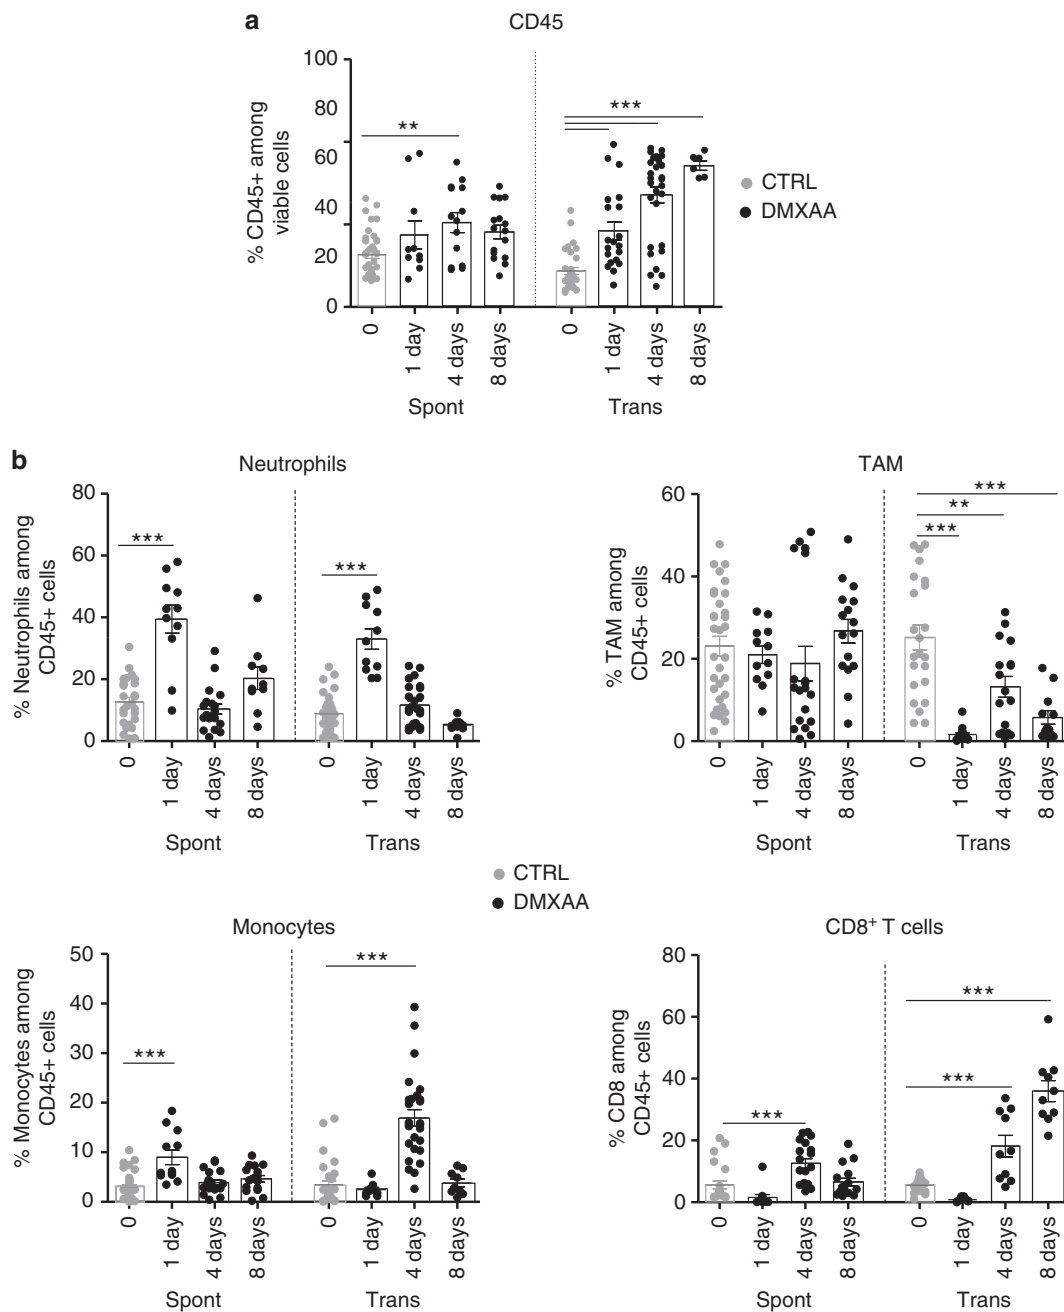 a
CD45
% CD45+ among
viable cells
100
80
60
40
20
0
**
***
CTRL
DMXAA
0
1 day
4 days
8 days
0
1 day
4 days
8 days
Spont
Trans
b
Neutrophils
% Neutrophils among
CD45+ cells
80
60
40
20
0
***
***
0
1 day
4 days
8 days
0
1 day
4 days
8 days
Spont
Trans
TAM
% TAM among
CD45+ cells
60
40
20
0
***
**
***
0
1 day
4 days
8 days
0
1 day
4 days
8 days
Spont
Trans
CTRL
DMXAA
Monocytes
% Monocytes among
CD45+ cells
50
40
30
20
10
0
***
***
0
1 day
4 days
8 days
0
1 day
4 days
8 days
Spont
Trans
CD8⁺ T cells
% CD8 among
CD45+ cells
80
60
40
20
0
***
***
***
0
1 day
4 days
8 days
0
1 day
4 days
8 days
Spont
Trans